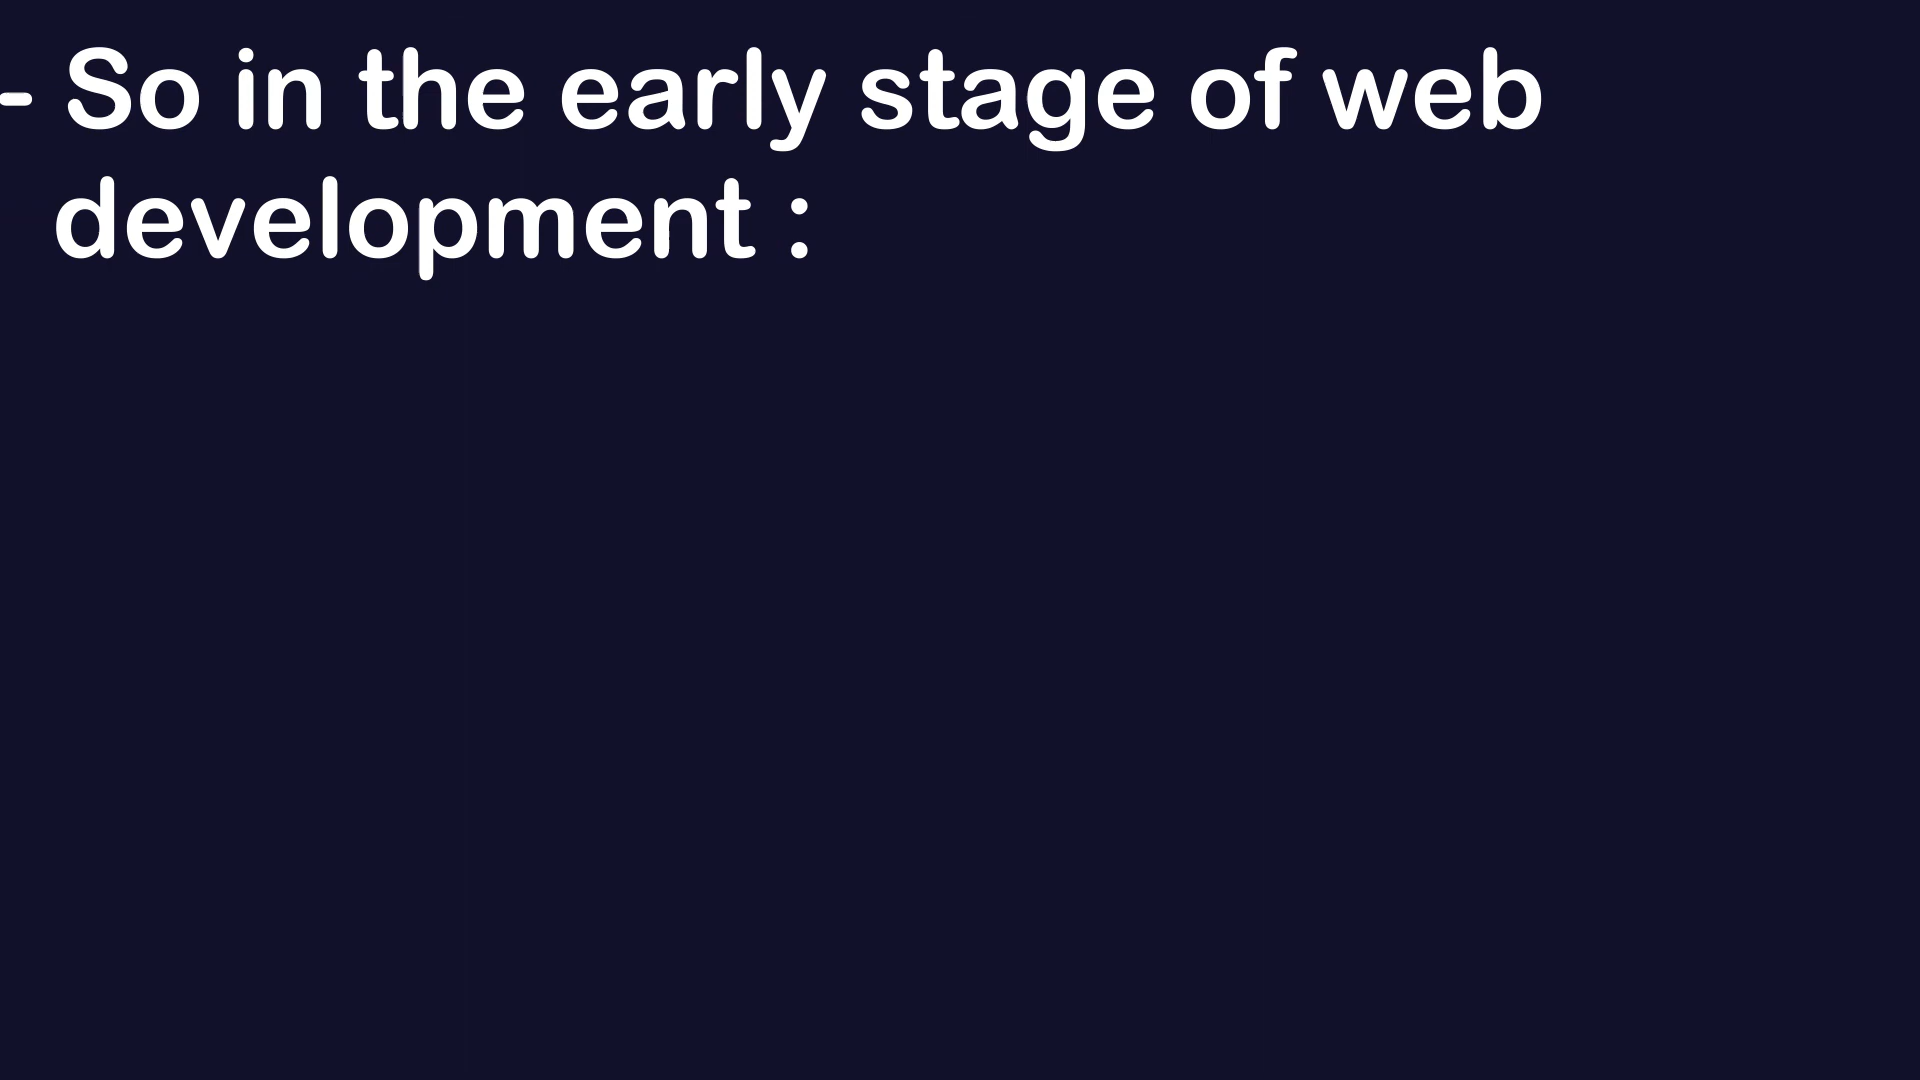 - So in the early stage of web
development :